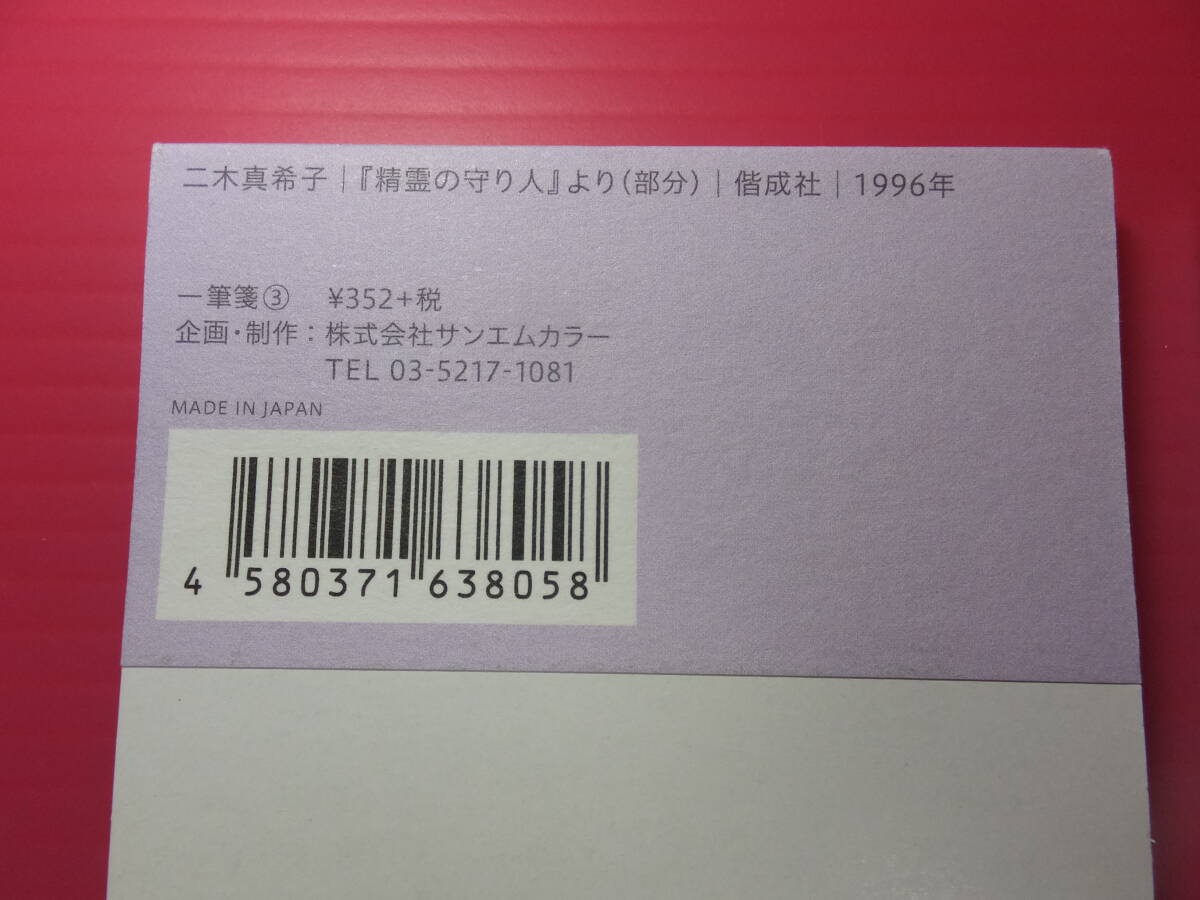 二木真希子｜『精霊の守り人』より（部分）｜偕成社｜1996年
一筆箋③　¥352+税
企画・制作：株式会社サンエムカラー
TEL 03-5217-1081
MADE IN JAPAN
4 580371 638058